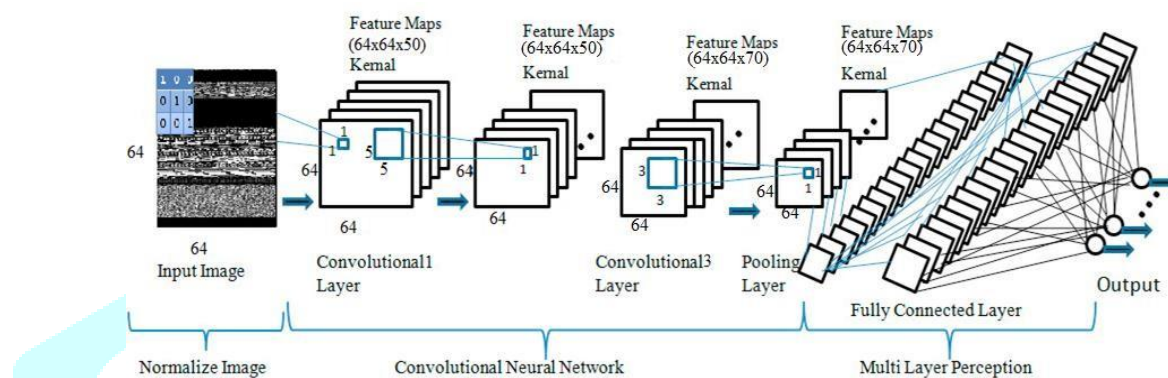 Feature Maps
(64x64x50)
Kernal
Feature Maps
(64x64x50)
Kernal
Feature Maps
(64x64x70)
Kernal
Feature Maps
(64x64x70)
Kernal
1 0 0
0 1 0
0 0 1
64
64
Input Image
1
1
5
5
64
64
Convolutional1
Layer
1
1
64
64
3
3
64
64
Convolutional3
Layer
1
1
64
64
Pooling
Layer
Fully Connected Layer
Output
Normalize Image
Convolutional Neural Network
Multi Layer Perception